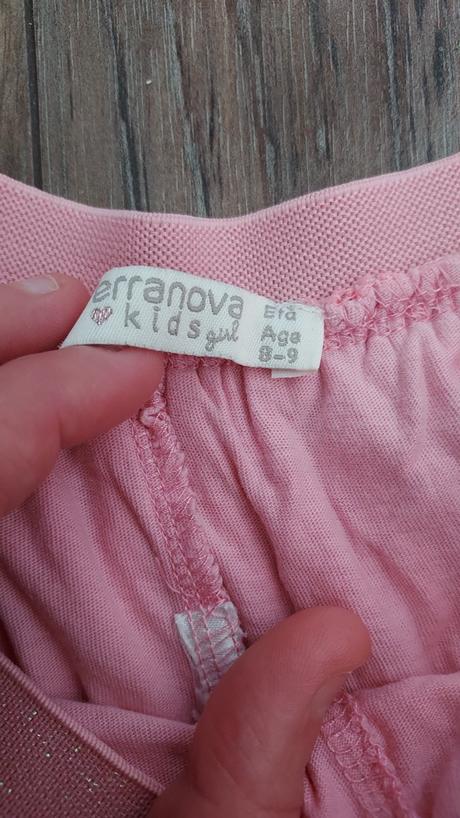 erranova
kids girl
Età
Age
8-9